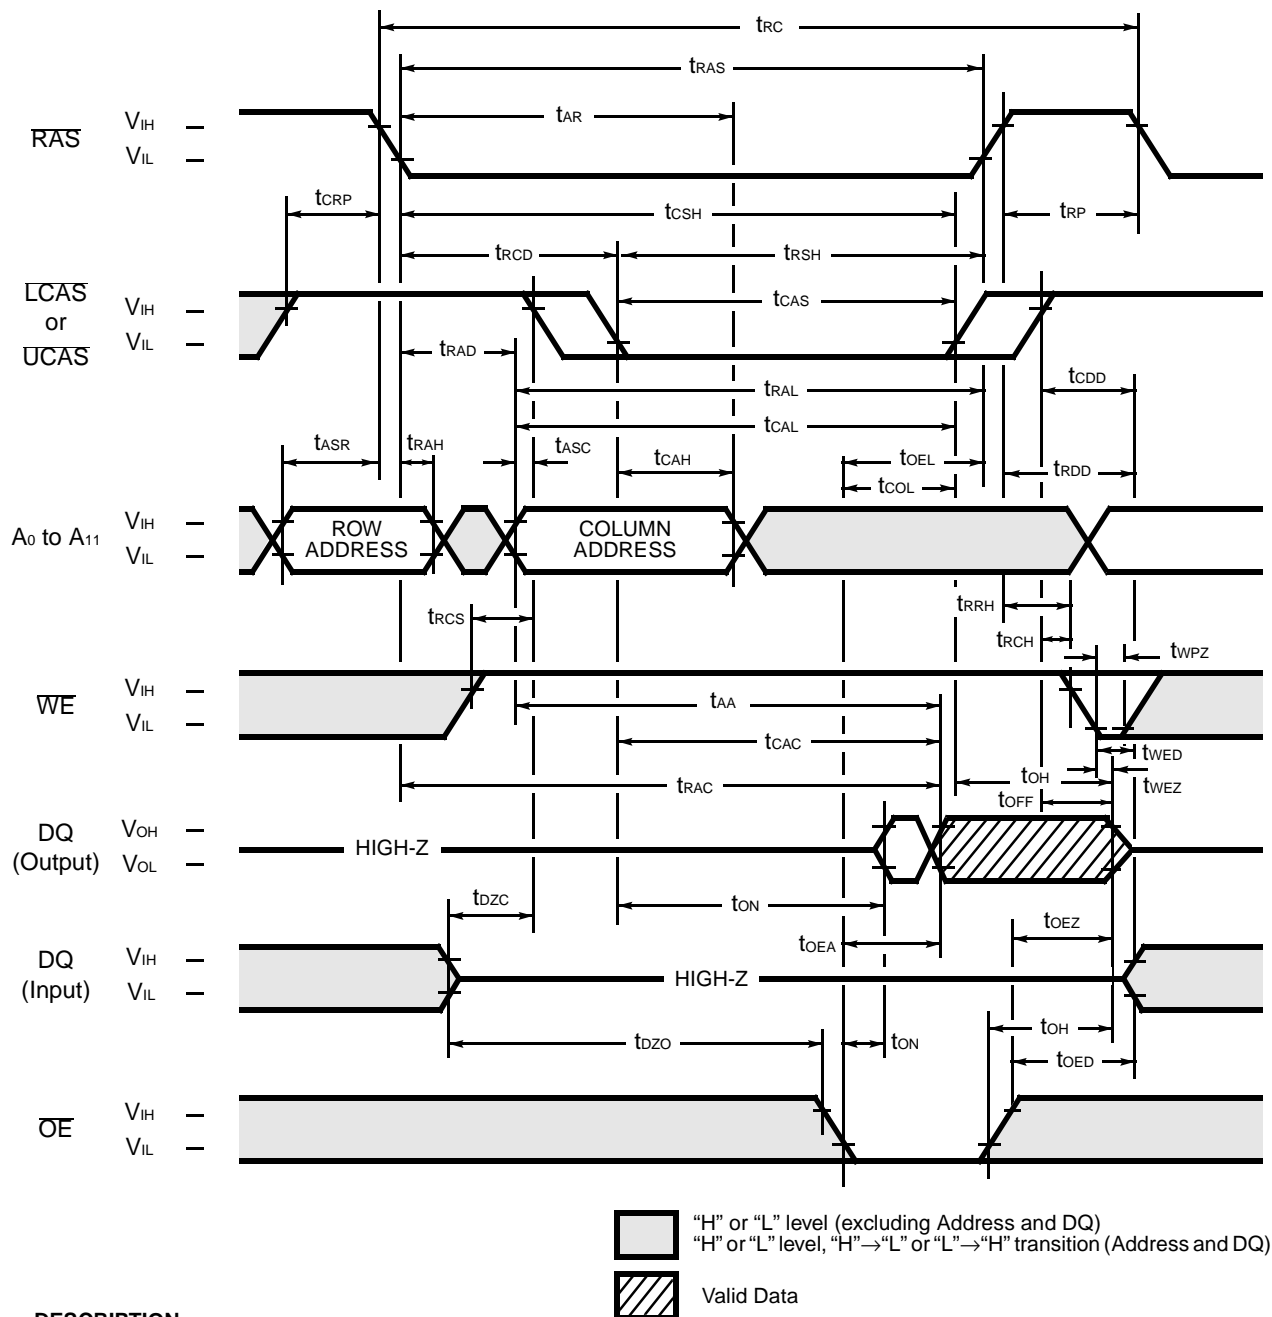 tRC
tRAS
tAR
RAS
VIH
VIL
tCRP
tCSH
tRP
tRCD
tRSH
LCAS
or
UCAS
VIH
VIL
tCAS
tRAD
tCDD
tRAL
tCAL
tASR
tRAH
tASC
tCAH
tOEL
tRDD
tCOL
A0 to A11
VIH
VIL
ROW
ADDRESS
COLUMN
ADDRESS
tRCS
tRRH
tRCH
tWPZ
WE
VIH
VIL
tAA
tCAC
tWED
tOH
tRAC
tWEZ
tOFF
DQ
(Output)
VOH
VOL
HIGH-Z
tDZC
tON
tOEZ
tOEA
DQ
(Input)
VIH
VIL
HIGH-Z
tDZO
tON
tOH
tOED
OE
VIH
VIL
“H” or “L” level (excluding Address and DQ)
“H” or “L” level, “H”→“L” or “L”→“H” transition (Address and DQ)
Valid Data
DESCRIPTION